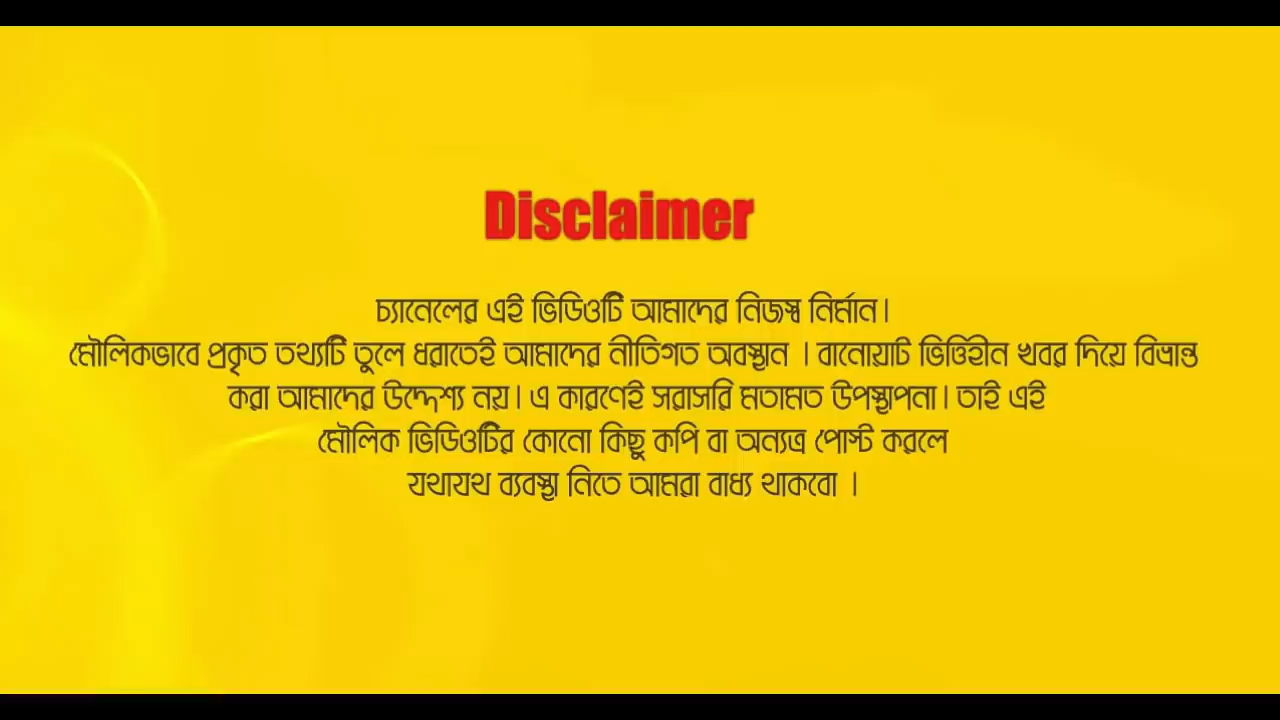 Disclaimer
চ্যানেলের এই ভিডিওটি আমাদের নিজস্ব নির্মান।
মৌলিকভাবে প্রকৃত তথ্যটি তুলে ধরাতেই আমাদের নীতিগত অবস্থান । বানোয়াট ভিত্তিহীন খবর দিয়ে বিভ্রান্ত
করা আমাদের উদ্দেশ্য নয়। এ কারণেই সরাসরি মতামত উপস্থাপনা। তাই এই
মৌলিক ভিডিওটির কোনো কিছু কপি বা অন্যত্র পোস্ট করলে
যথাযথ ব্যবস্থা নিতে আমরা বাধ্য থাকবো ।